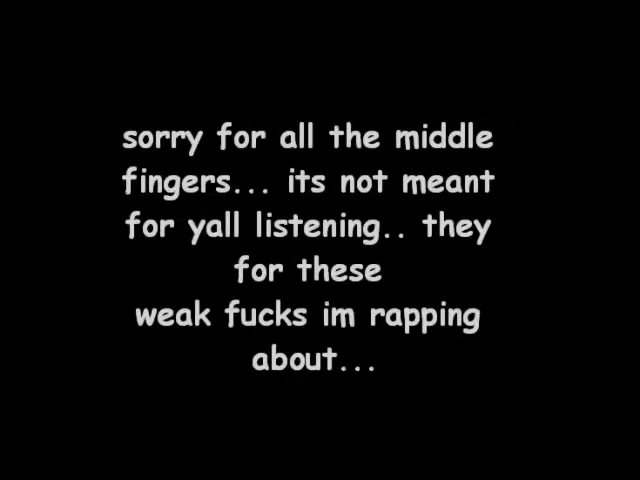 sorry for all the middle
fingers... its not meant
for yall listening.. they
for these
weak fucks im rapping
about...